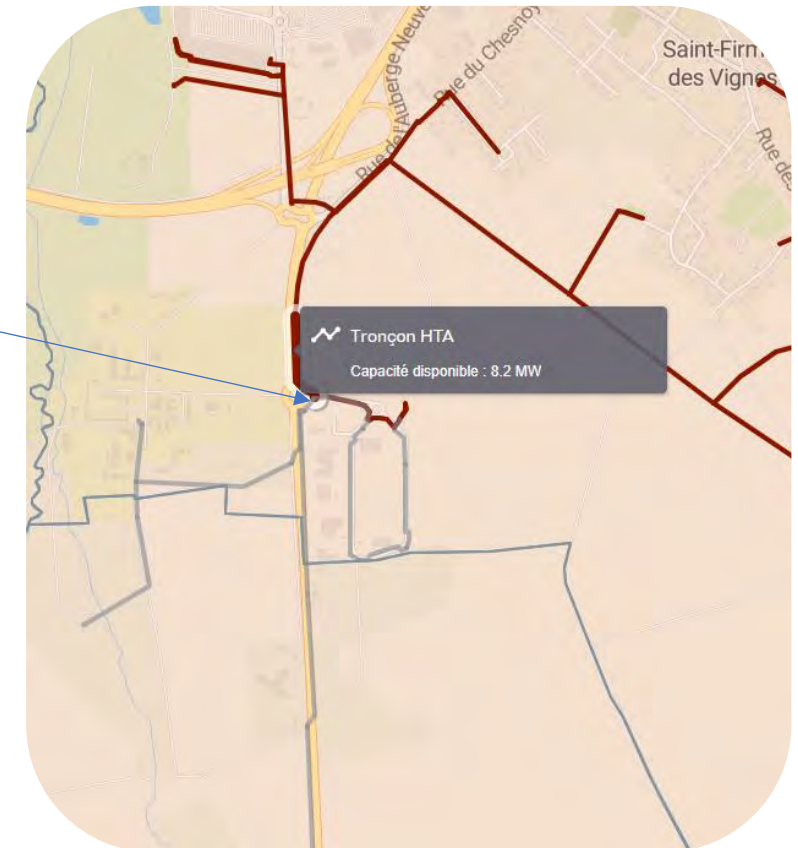 Rue de l'Auberge Neuve
Rue du Chesnoy
Saint-Firm
des Vignes
Rue des
Tronçon HTA
Capacité disponible : 8.2 MW